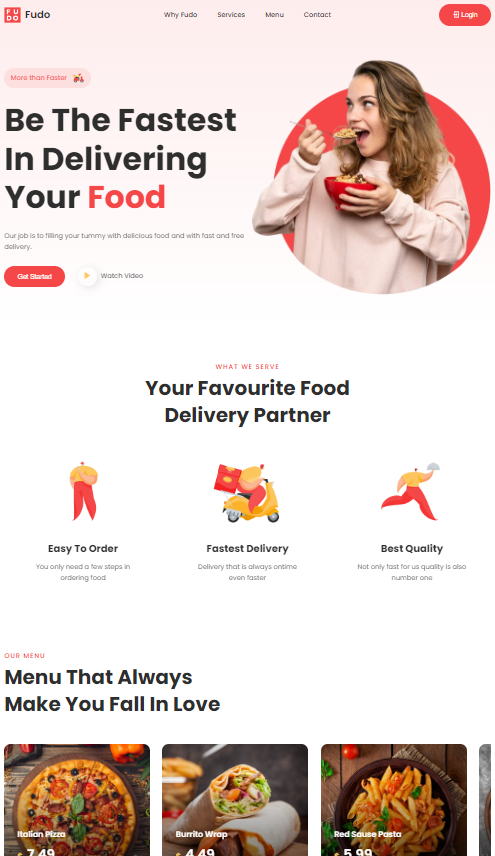 FU
DO
Fudo
Why Fudo
Services
Menu
Contact
Login
More than Faster
Be The Fastest
In Delivering
Your Food
Our job is to filling your tummy with delicious food and with fast and free
delivery.
Get Started
Watch Video
WHAT WE SERVE
Your Favourite Food
Delivery Partner
Easy To Order
Fastest Delivery
Best Quality
You only need a few steps in
ordering food
Delivery that is always ontime
even faster
Not only fast for us quality is also
number one
OUR MENU
Menu That Always
Make You Fall In Love
Italian Pizza
Burrito Wrap
Red Sause Pasta
7.49
4.49
5.99